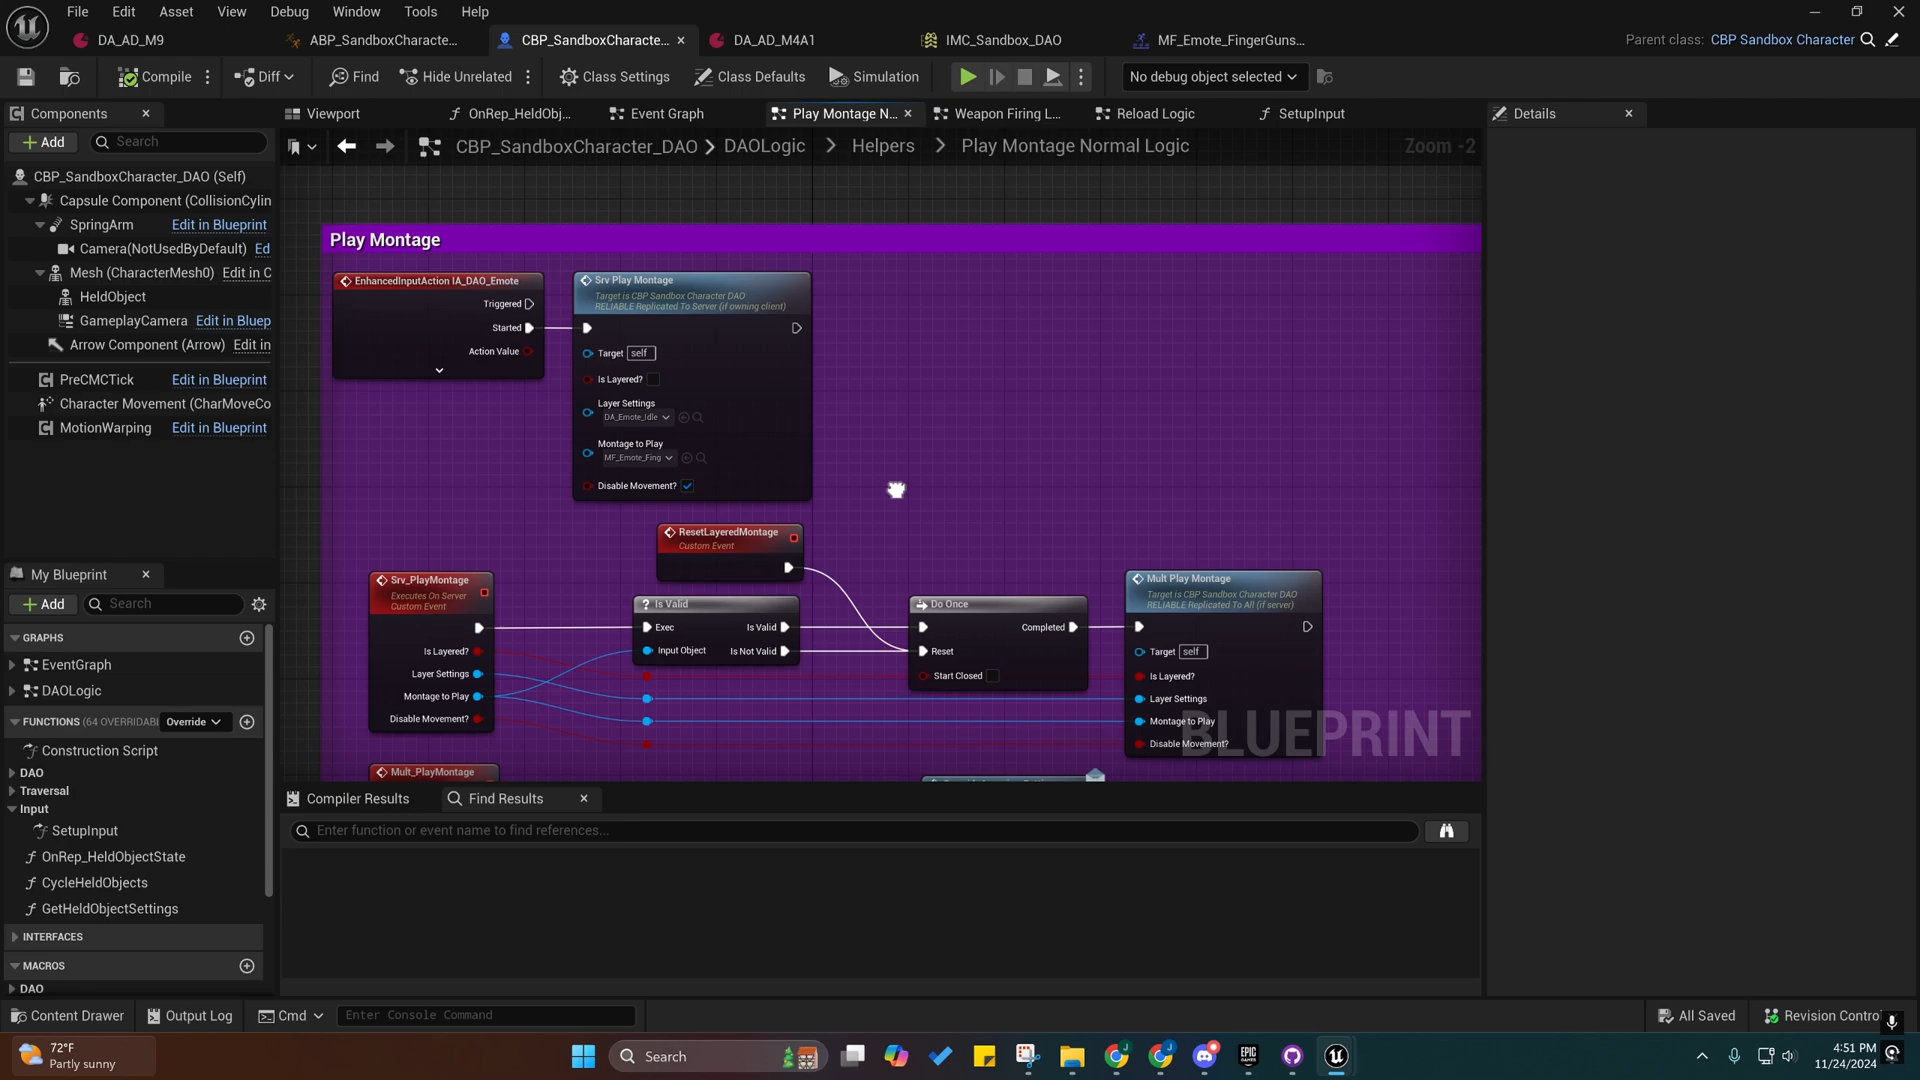 File Edit Asset View Debug Window Tools Help
DA_AD_M9 ABP_SandboxCharacte... CBP_SandboxCharacte... DA_AD_M4A1 IMC_Sandbox_DAO MF_Emote_FingerGuns... Parent class: CBP Sandbox Character
Compile Diff Find Hide Unrelated Class Settings Class Defaults Simulation No debug object selected
Components
Add Search
CBP_SandboxCharacter_DAO (Self)
Capsule Component (CollisionCylin
SpringArm Edit in Blueprint
Camera(NotUsedByDefault) Ed
Mesh (CharacterMesh0) Edit in C
HeldObject
GameplayCamera Edit in Bluep
Arrow Component (Arrow) Edit in
PreCMCTick Edit in Blueprint
Character Movement (CharMoveCo
MotionWarping Edit in Blueprint
My Blueprint
Add Search
GRAPHS
EventGraph
DAOLogic
FUNCTIONS (64 OVERRIDABI Override
Construction Script
DAO
Traversal
Input
SetupInput
OnRep_HeldObjectState
CycleHeldObjects
GetHeldObjectSettings
INTERFACES
MACROS
DAO
Viewport OnRep_HeldObj... Event Graph Play Montage N... Weapon Firing L... Reload Logic SetupInput
CBP_SandboxCharacter_DAO > DAOLogic > Helpers > Play Montage Normal Logic Zoom -2
Play Montage
EnhancedInputAction IA_DAO_Emote
Triggered
Started
Action Value
Srv Play Montage
Target is CBP Sandbox Character DAO
RELIABLE Replicated To Server (if owning client)
Target self
Is Layered?
Layer Settings
DA_Emote_Idle
Montage to Play
MF_Emote_Fing
Disable Movement?
ResetLayeredMontage
Custom Event
Srv_PlayMontage
Executes On Server
Custom Event
Is Layered?
Layer Settings
Montage to Play
Disable Movement?
? Is Valid
Exec Is Valid
Input Object Is Not Valid
Do Once
Completed
Reset
Start Closed
Mult Play Montage
Target is CBP Sandbox Character DAO
RELIABLE Replicated To All (if server)
Target self
Is Layered?
Layer Settings
Montage to Play
Disable Movement?
BLUEPRINT
Mult_PlayMontage
Compiler Results Find Results
Enter function or event name to find references...
Details
Content Drawer Output Log Cmd Enter Console Command All Saved Revision Contro
72°F
Partly sunny
Search
4:51 PM
11/24/2024